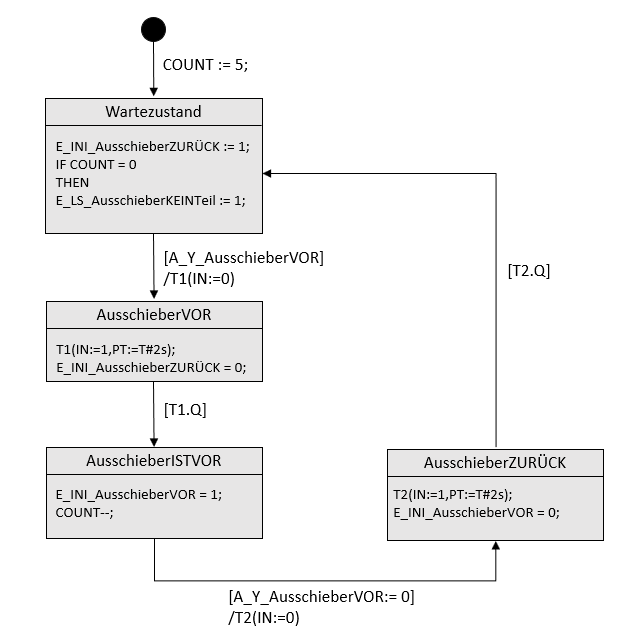 COUNT := 5;
Wartezustand
E_INI_AusschieberZURÜCK := 1;
IF COUNT = 0
THEN
E_LS_AusschieberKEINTeil := 1;
[A_Y_AusschieberVOR]
/T1(IN:=0)
[T2.Q]
AusschieberVOR
T1(IN:=1,PT:=T#2s);
E_INI_AusschieberZURÜCK = 0;
[T1.Q]
AusschieberISTVOR
E_INI_AusschieberVOR = 1;
COUNT--;
AusschieberZURÜCK
T2(IN:=1,PT:=T#2s);
E_INI_AusschieberVOR = 0;
[A_Y_AusschieberVOR:= 0]
/T2(IN:=0)